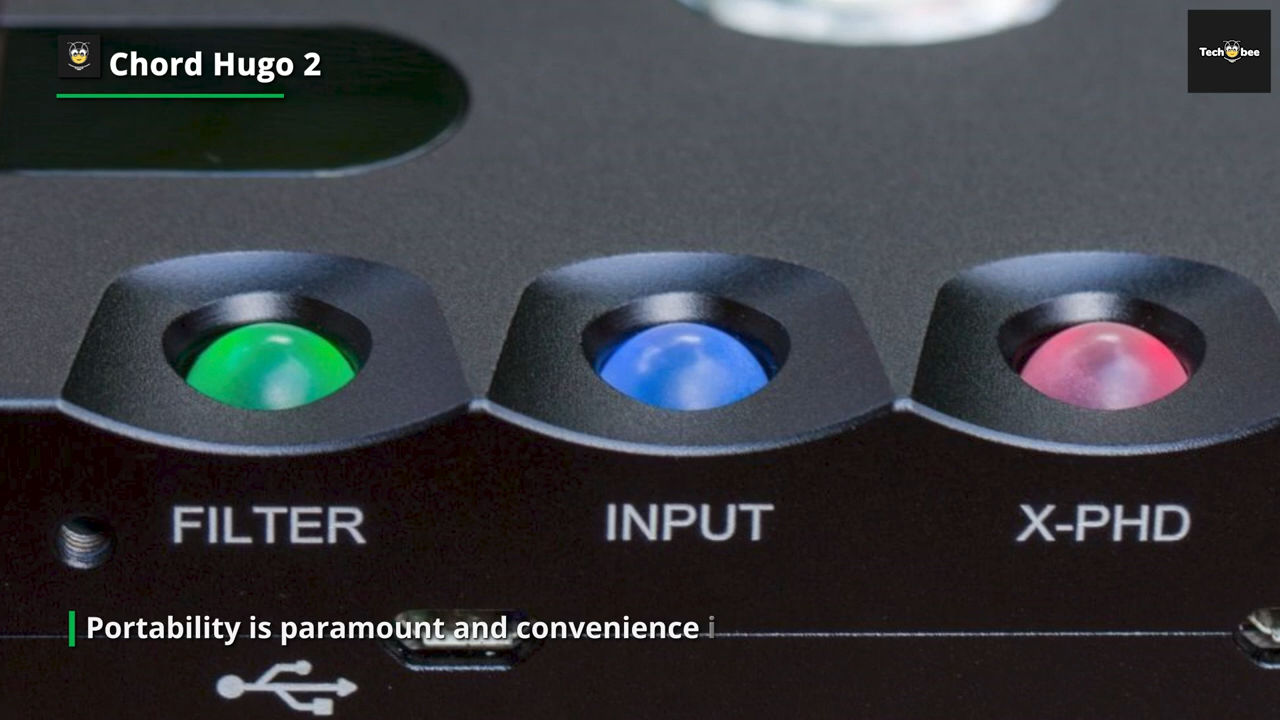 Chord Hugo 2
Tech bee
FILTER
INPUT
X-PHD
Portability is paramount and convenience i